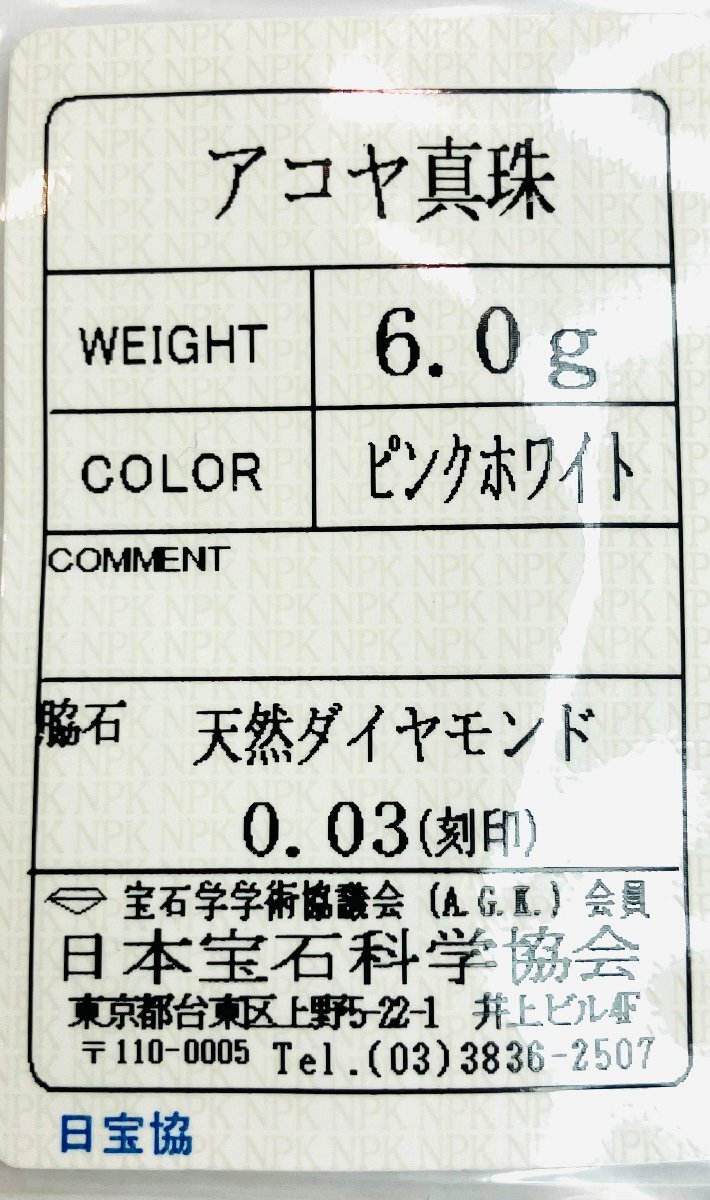 アコヤ真珠
WEIGHT 6.0g
COLOR ピンクホワイト
COMMENT
脇石 天然ダイヤモンド
0.03(刻印)
宝石学学術協議会 (A.G.K.) 会員
日本宝石科学協会
東京都台東区上野5-22-1 井上ビル4F
〒110-0005 Tel.(03)3836-2507
日宝協